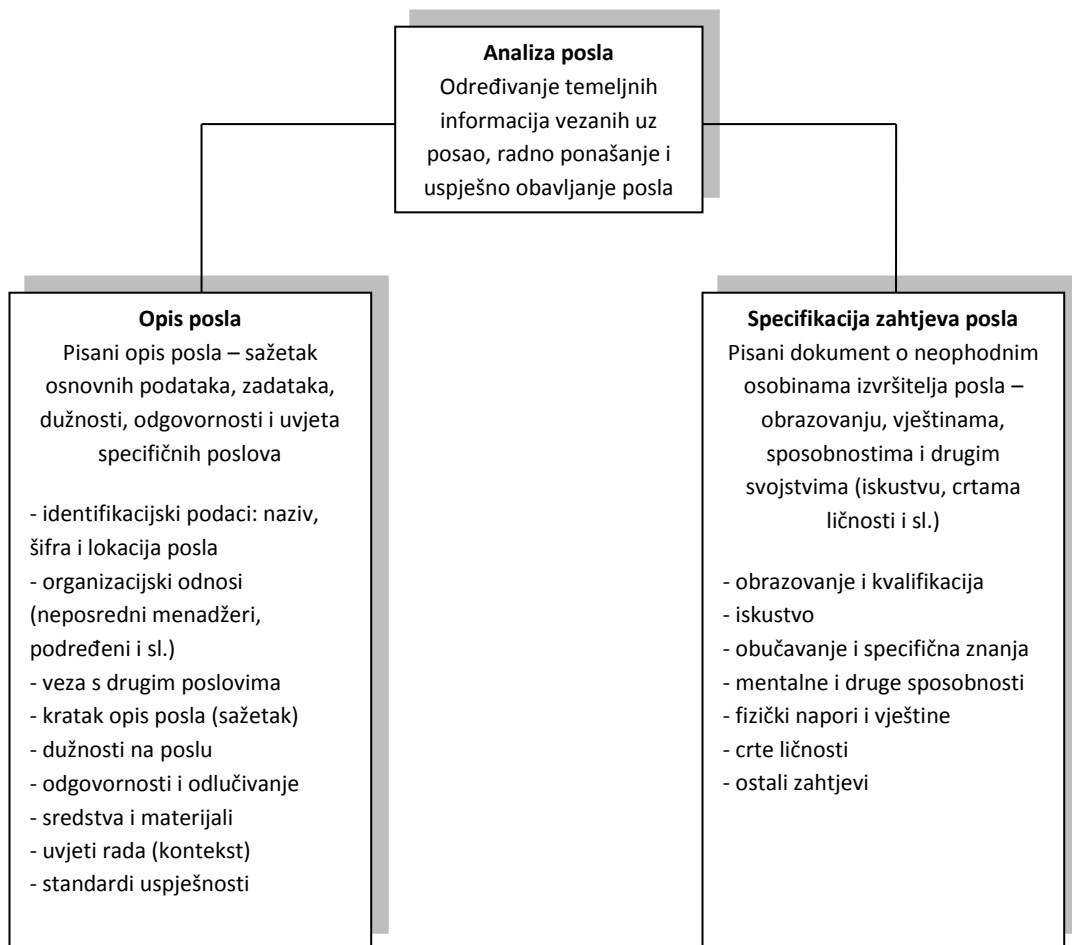 Analiza posla
Određivanje temeljnih
informacija vezanih uz
posao, radno ponašanje i
uspješno obavljanje posla
Opis posla
Pisani opis posla – sažetak
osnovnih podataka, zadataka,
dužnosti, odgovornosti i uvjeta
specifičnih poslova
- identifikacijski podaci: naziv,
šifra i lokacija posla
- organizacijski odnosi
(neposredni menadžeri,
podređeni i sl.)
- veza s drugim poslovima
- kratak opis posla (sažetak)
- dužnosti na poslu
- odgovornosti i odlučivanje
- sredstva i materijali
- uvjeti rada (kontekst)
- standardi uspješnosti
Specifikacija zahtjeva posla
Pisani dokument o neophodnim
osobinama izvršitelja posla –
obrazovanju, vještinama,
sposobnostima i drugim
svojstvima (iskustvu, crtama
ličnosti i sl.)
- obrazovanje i kvalifikacija
- iskustvo
- obučavanje i specifična znanja
- mentalne i druge sposobnosti
- fizički napori i vještine
- crte ličnosti
- ostali zahtjevi